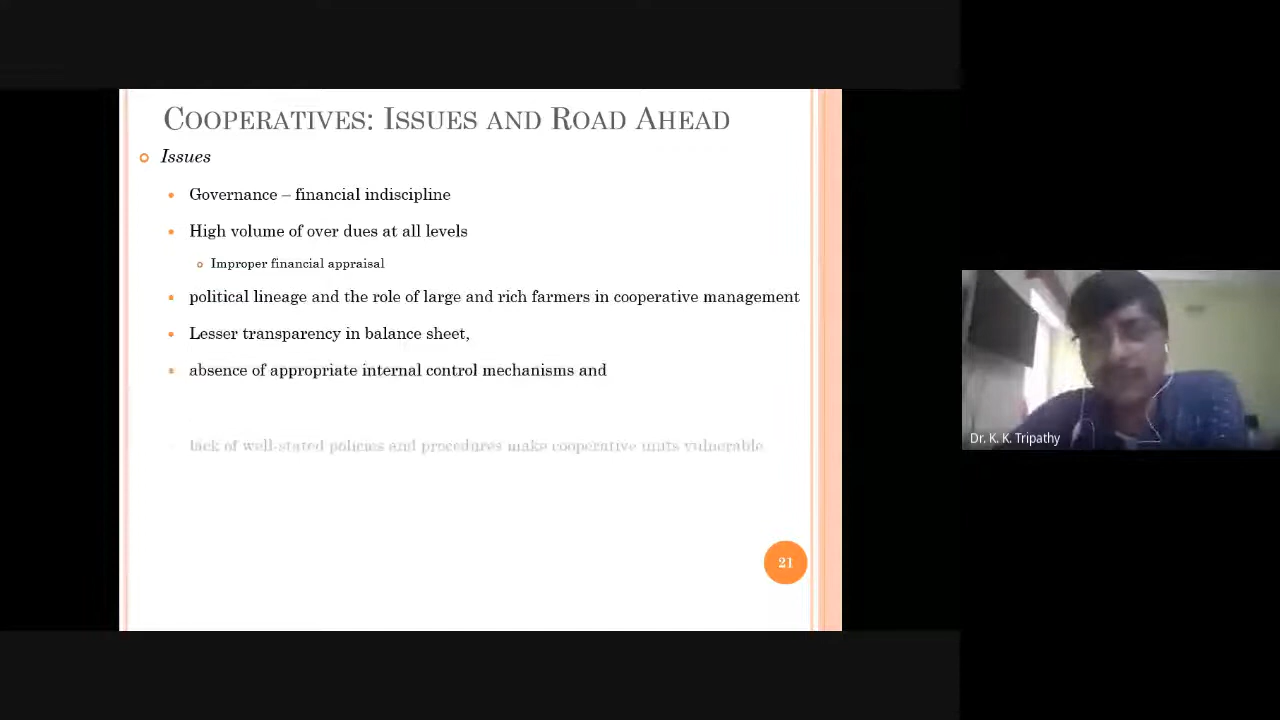 Cooperatives: Issues and Road Ahead
Issues
Governance – financial indiscipline
High volume of over dues at all levels
Improper financial appraisal
political lineage and the role of large and rich farmers in cooperative management
Lesser transparency in balance sheet,
absence of appropriate internal control mechanisms and
lack of well-stated policies and procedures make cooperative units vulnerable
21
Dr. K. K. Tripathy